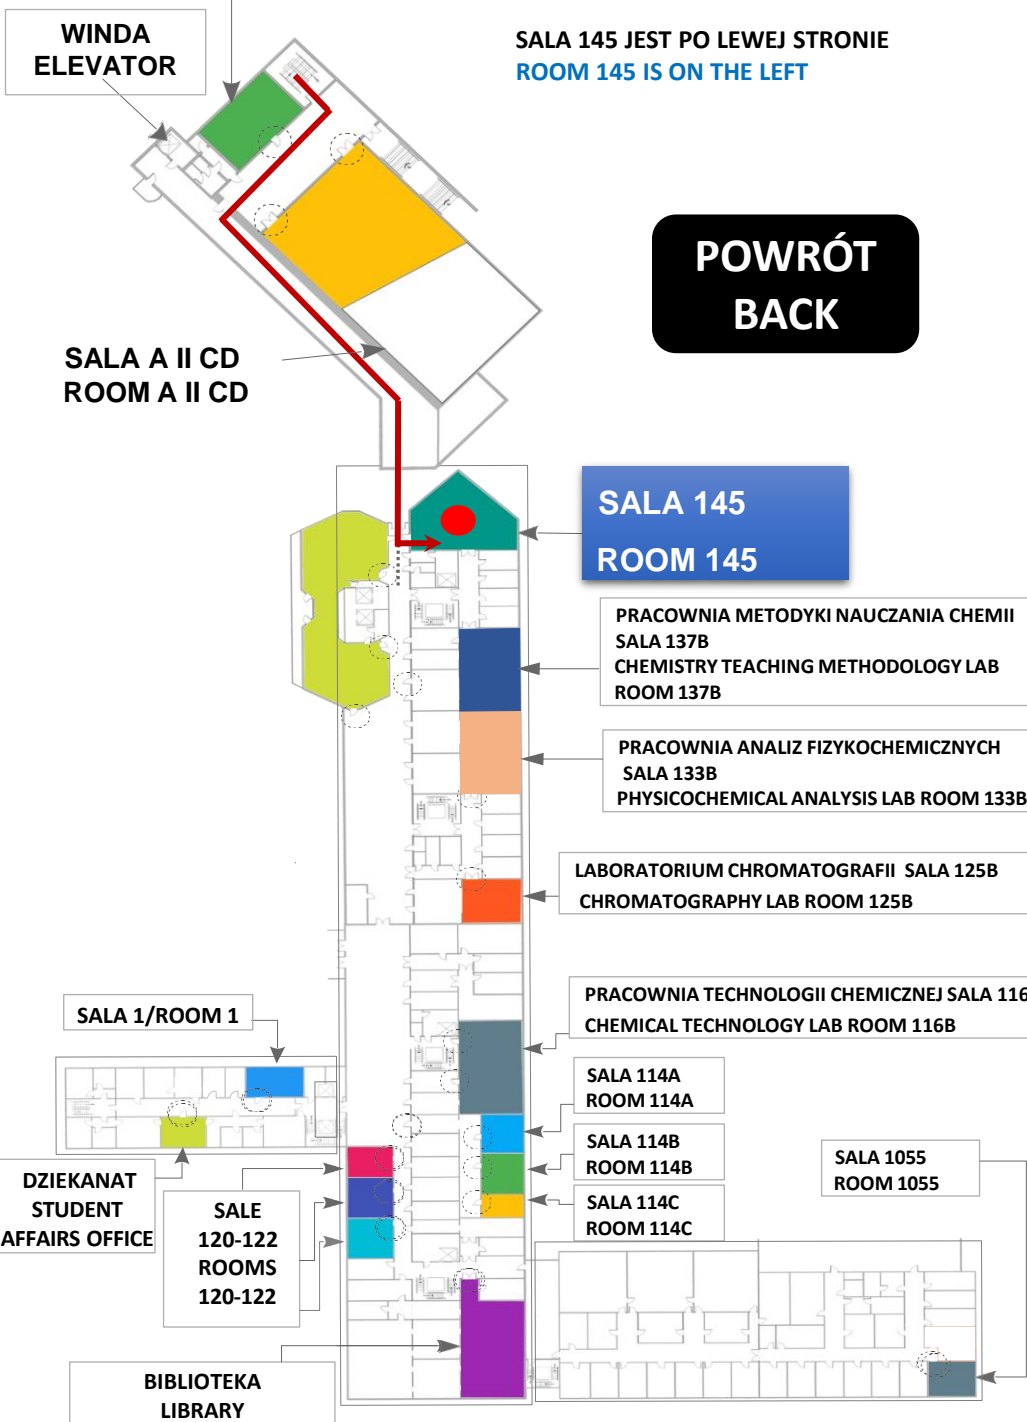 WINDA
ELEVATOR
SALA 145 JEST PO LEWEJ STRONIE
ROOM 145 IS ON THE LEFT
POWRÓT
BACK
SALA A II CD
ROOM A II CD
SALA 145
ROOM 145
PRACOWNIA METODYKI NAUCZANIA CHEMII
SALA 137B
CHEMISTRY TEACHING METHODOLOGY LAB
ROOM 137B
PRACOWNIA ANALIZ FIZYKOCHEMICZNYCH
SALA 133B
PHYSICOCHEMICAL ANALYSIS LAB ROOM 133B
LABORATORIUM CHROMATOGRAFII SALA 125B
CHROMATOGRAPHY LAB ROOM 125B
PRACOWNIA TECHNOLOGII CHEMICZNEJ SALA 116
CHEMICAL TECHNOLOGY LAB ROOM 116B
SALA 1/ROOM 1
SALA 114A
ROOM 114A
SALA 114B
ROOM 114B
SALA 114C
ROOM 114C
SALA 1055
ROOM 1055
DZIEKANAT
STUDENT
AFFAIRS OFFICE
SALE
120-122
ROOMS
120-122
BIBLIOTEKA
LIBRARY